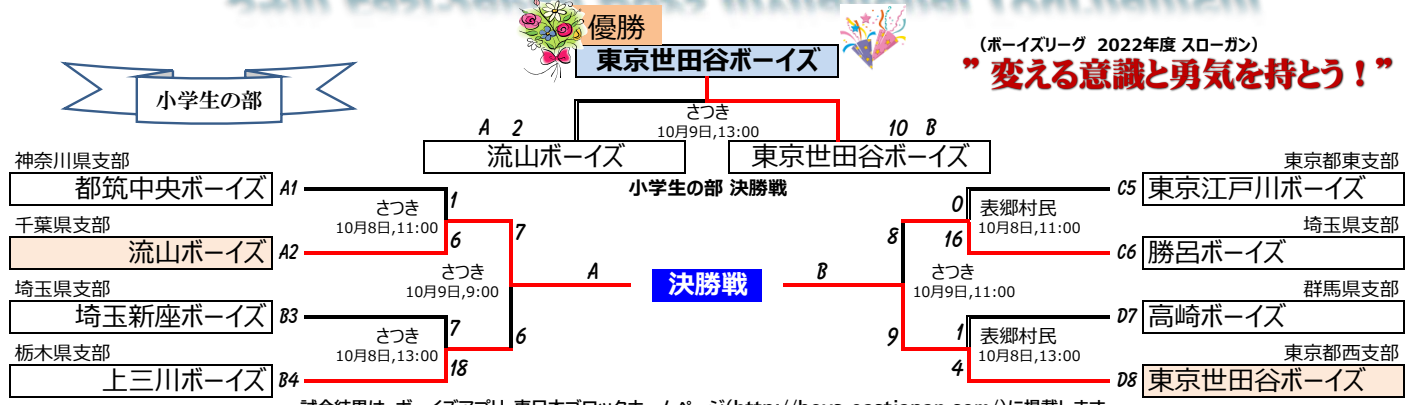 優勝
東京世田谷ボーイズ
(ボーイズリーグ 2022年度 スローガン)
”変える意識と勇気を持とう!”
小学生の部
さつき
10月9日,13:00
A 2
10 B
流山ボーイズ
東京世田谷ボーイズ
小学生の部 決勝戦
神奈川県支部
都筑中央ボーイズ A1
千葉県支部
流山ボーイズ A2
埼玉県支部
埼玉新座ボーイズ B3
栃木県支部
上三川ボーイズ B4
1
さつき
10月8日,11:00
6
7
さつき
10月9日,9:00
6
7
さつき
10月8日,13:00
18
A
決勝戦
B
8
さつき
10月9日,11:00
9
0
表郷村民
10月8日,11:00
16
1
表郷村民
10月8日,13:00
4
東京都東支部
C5 東京江戸川ボーイズ
埼玉県支部
C6 勝呂ボーイズ
群馬県支部
D7 高崎ボーイズ
東京都西支部
D8 東京世田谷ボーイズ